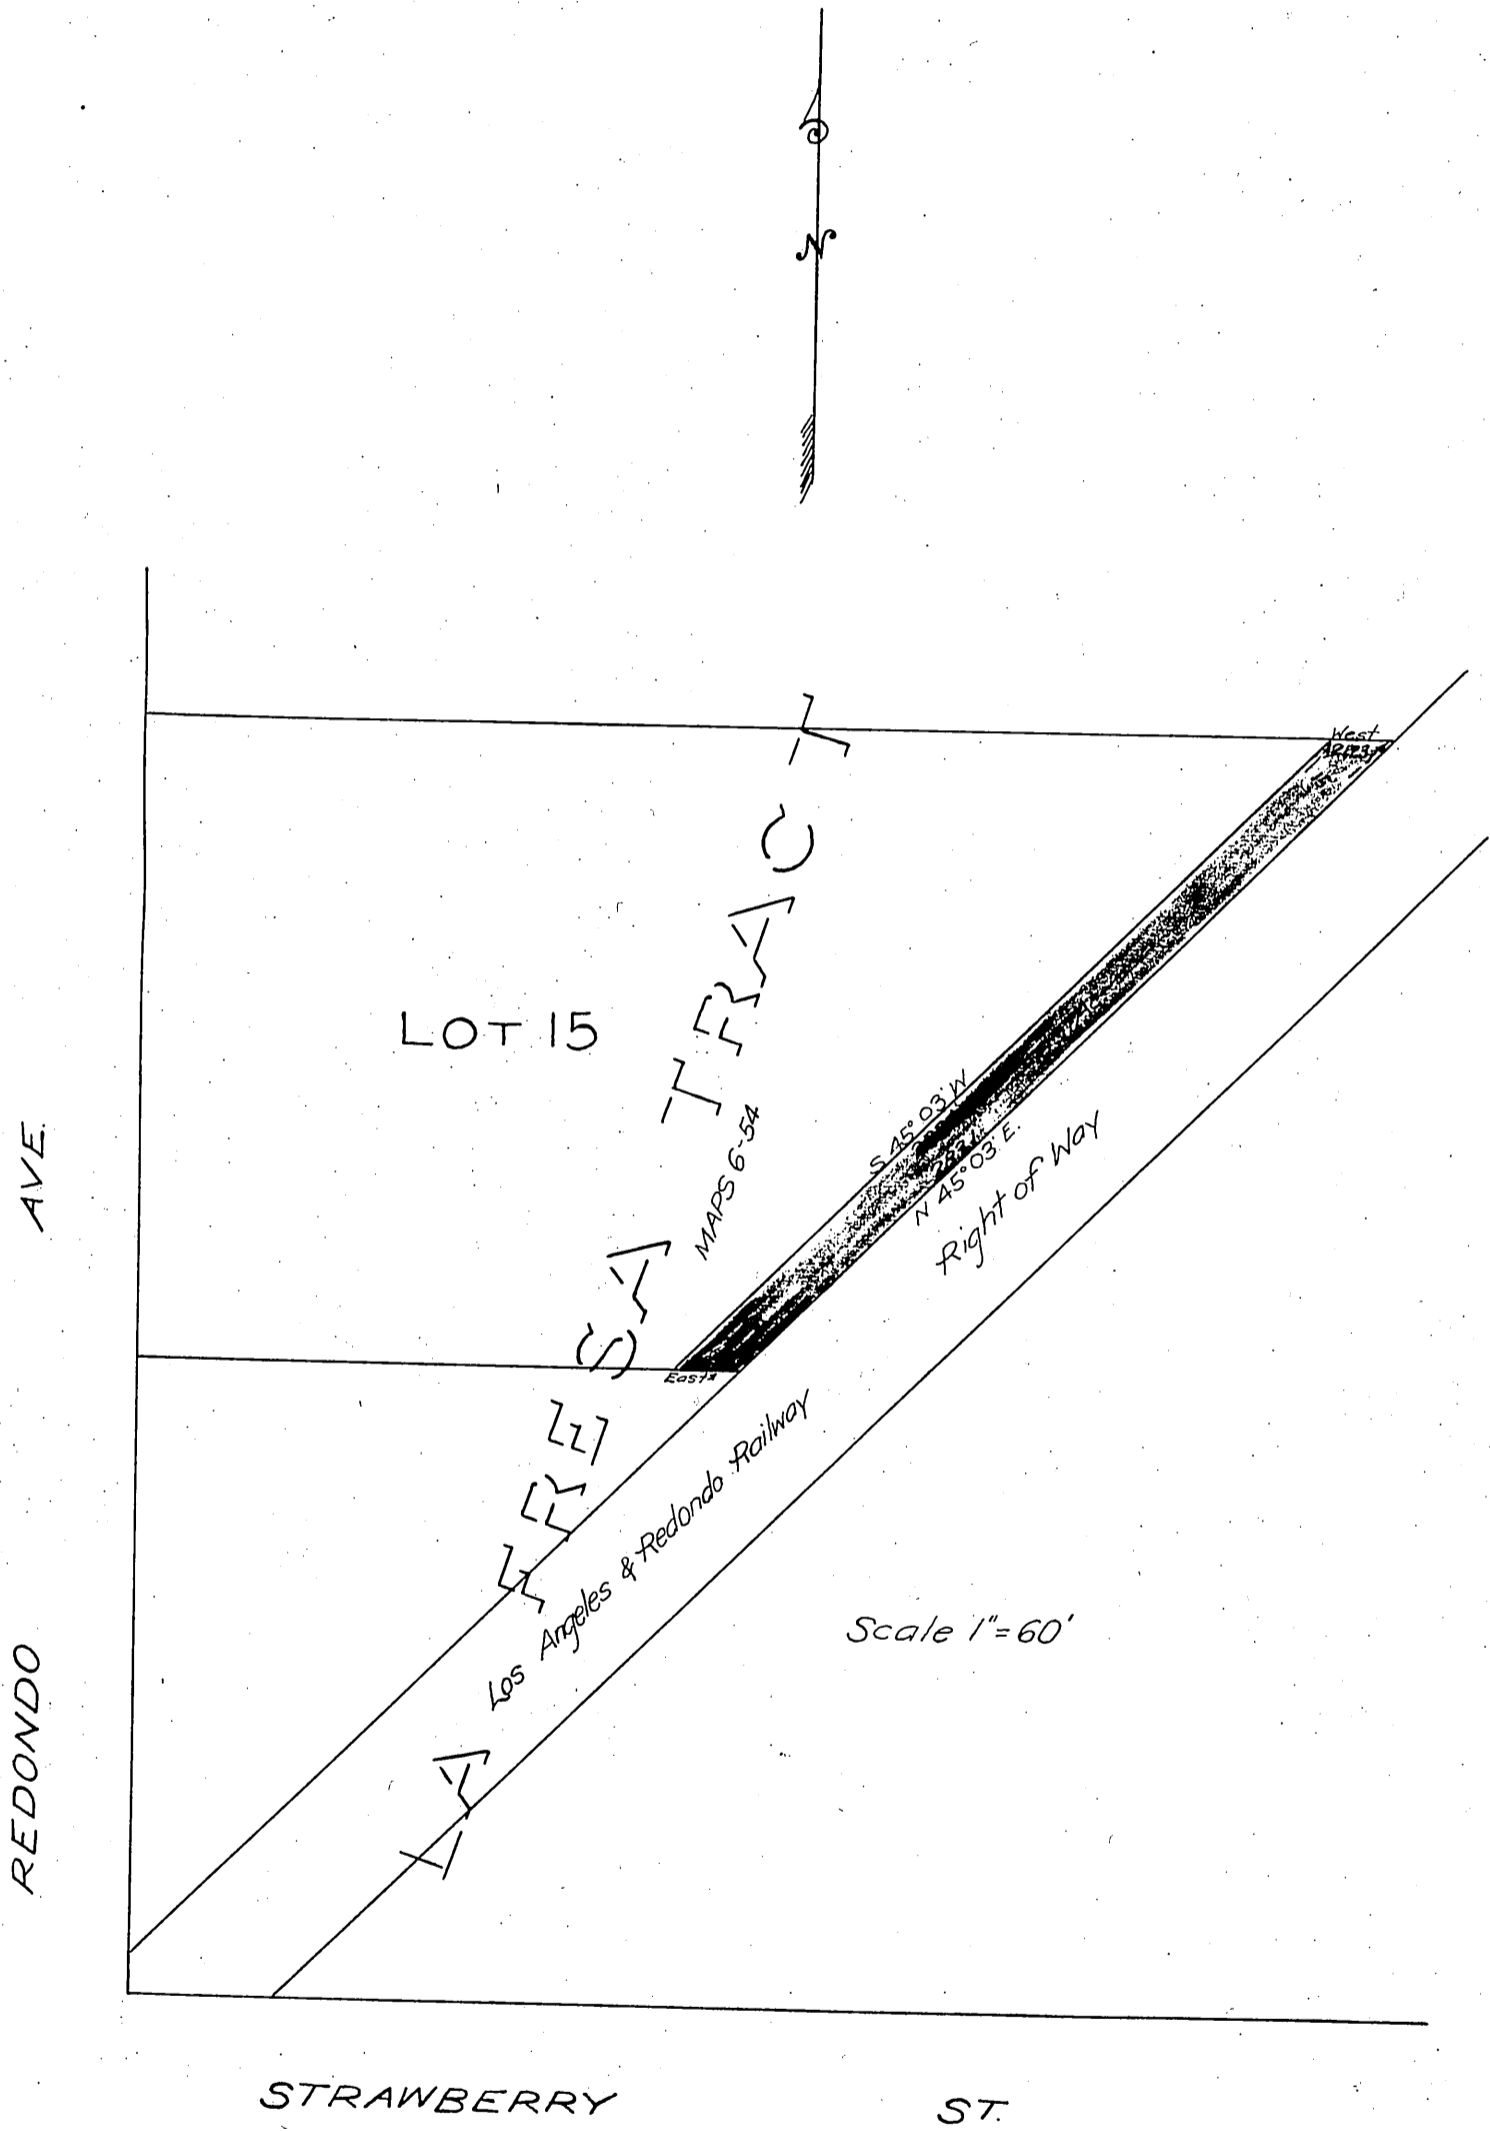 N
West
LOT 15
LA FRESA TRACT
MAPS 6-54
S 45° 03' W
N 45° 03' E.
East
Los Angeles & Redondo Railway Right of Way
Scale 1"=60'
REDONDO AVE.
STRAWBERRY ST.